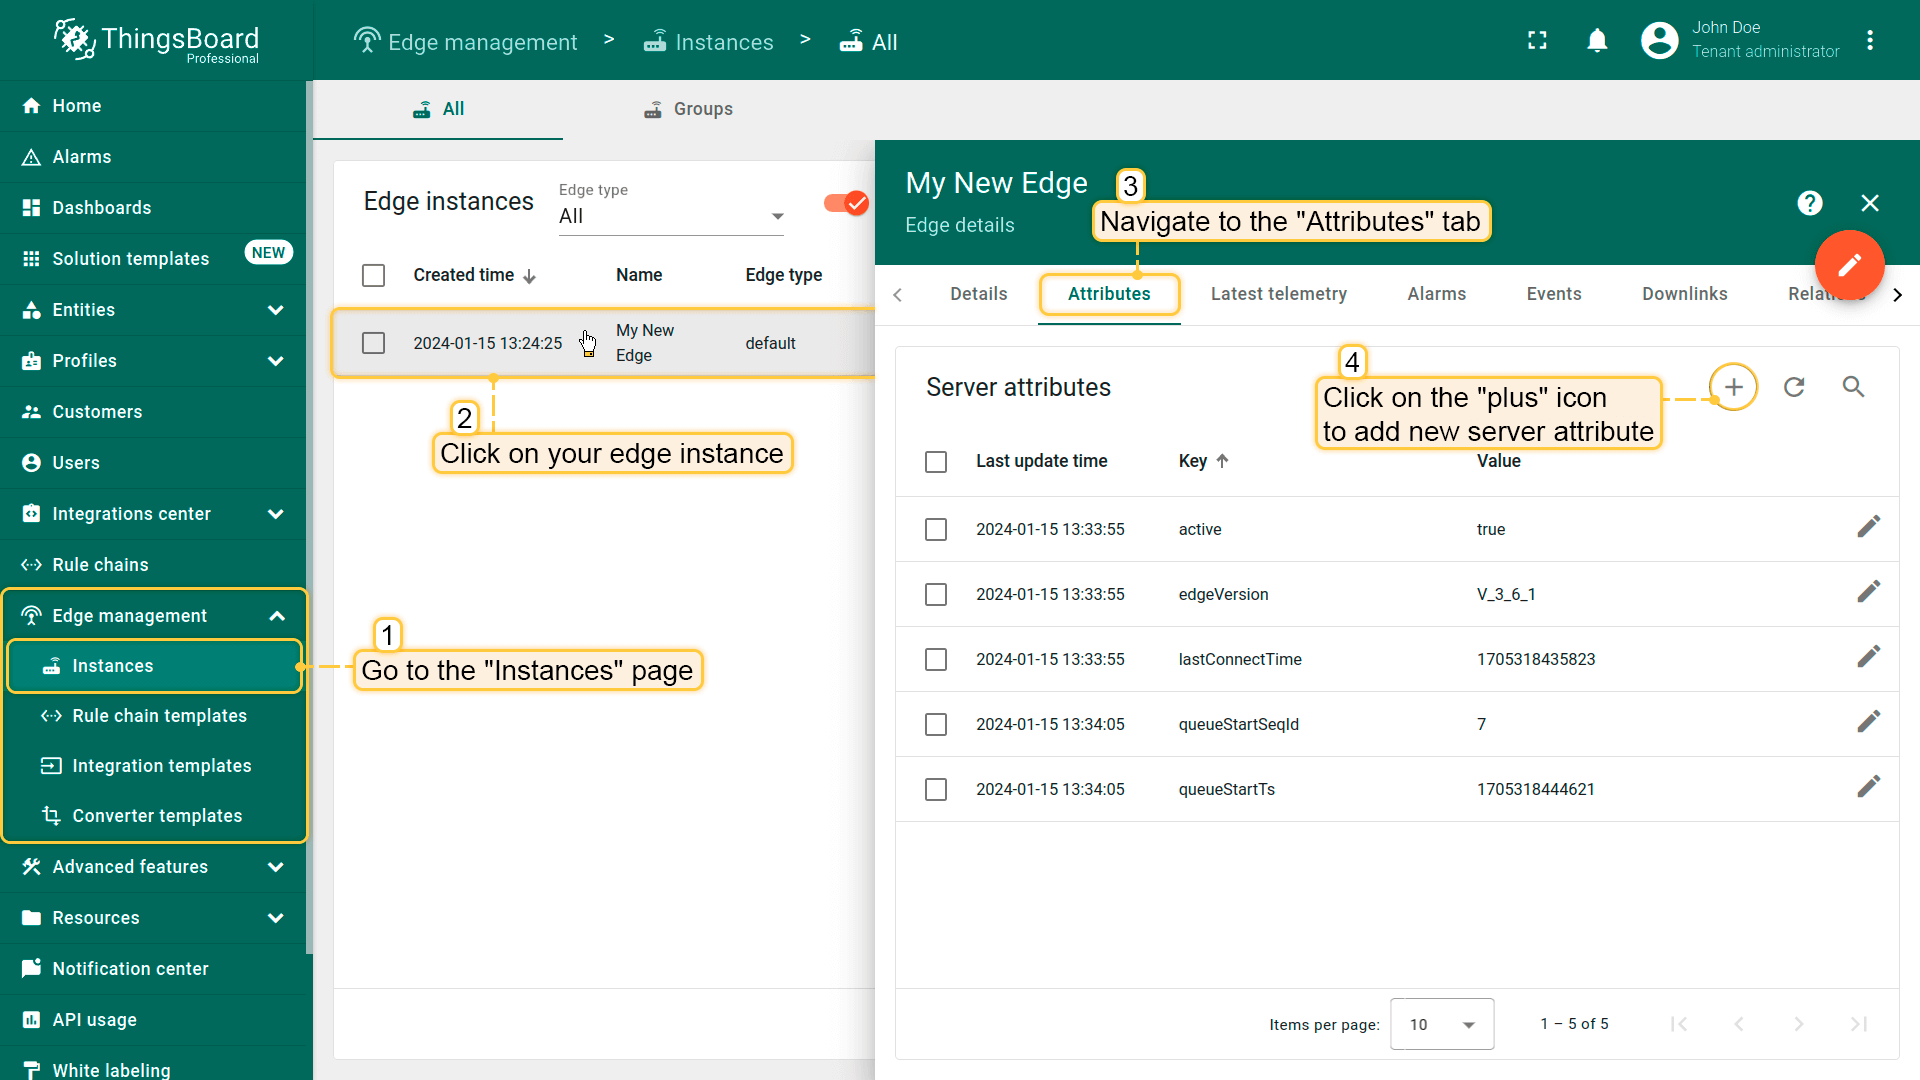 ThingsBoard
Professional
Edge management > Instances > All
John Doe
Tenant administrator
Home
Alarms
Dashboards
Solution templates NEW
Entities
Profiles
Customers
Users
Integrations center
Rule chains
Edge management
Instances
Rule chain templates
Integration templates
Converter templates
Advanced features
Resources
Notification center
API usage
White labeling
All
Groups
Edge instances
Edge type
All
Created time Name Edge type
2024-01-15 13:24:25 My New
Edge
default
2
Click on your edge instance
1
Go to the "Instances" page
My New Edge
Edge details
3
Navigate to the "Attributes" tab
Details Attributes Latest telemetry Alarms Events Downlinks
Server attributes
4
Click on the "plus" icon
to add new server attribute
Last update time Key Value
2024-01-15 13:33:55 active true
2024-01-15 13:33:55 edgeVersion V_3_6_1
2024-01-15 13:33:55 lastConnectTime 1705318435823
2024-01-15 13:34:05 queueStartSeqId 7
2024-01-15 13:34:05 queueStartTs 1705318444621
Items per page: 10 1 – 5 of 5